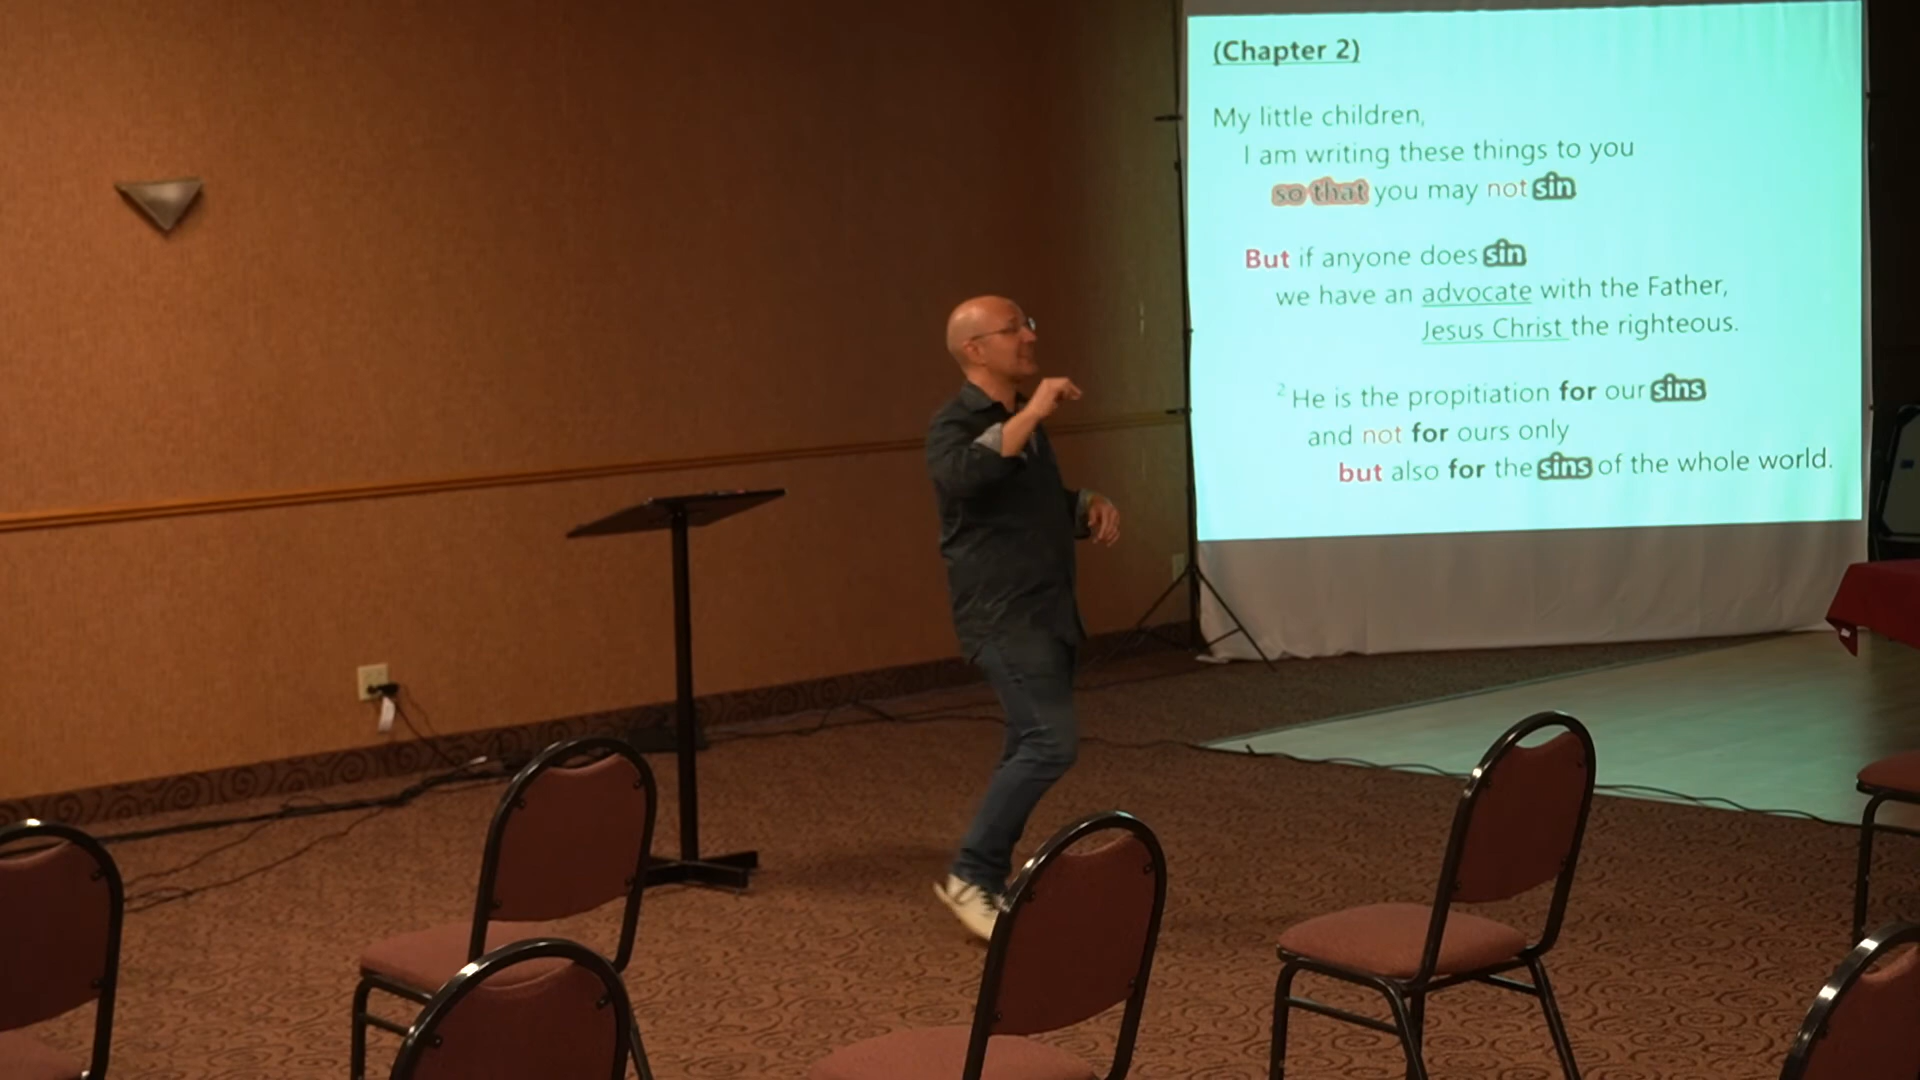 (Chapter 2)
My little children,
I am writing these things to you
so that you may not sin
But if anyone does sin
we have an advocate with the Father,
Jesus Christ the righteous.
2 He is the propitiation for our sins
and not for ours only
but also for the sins of the whole world.